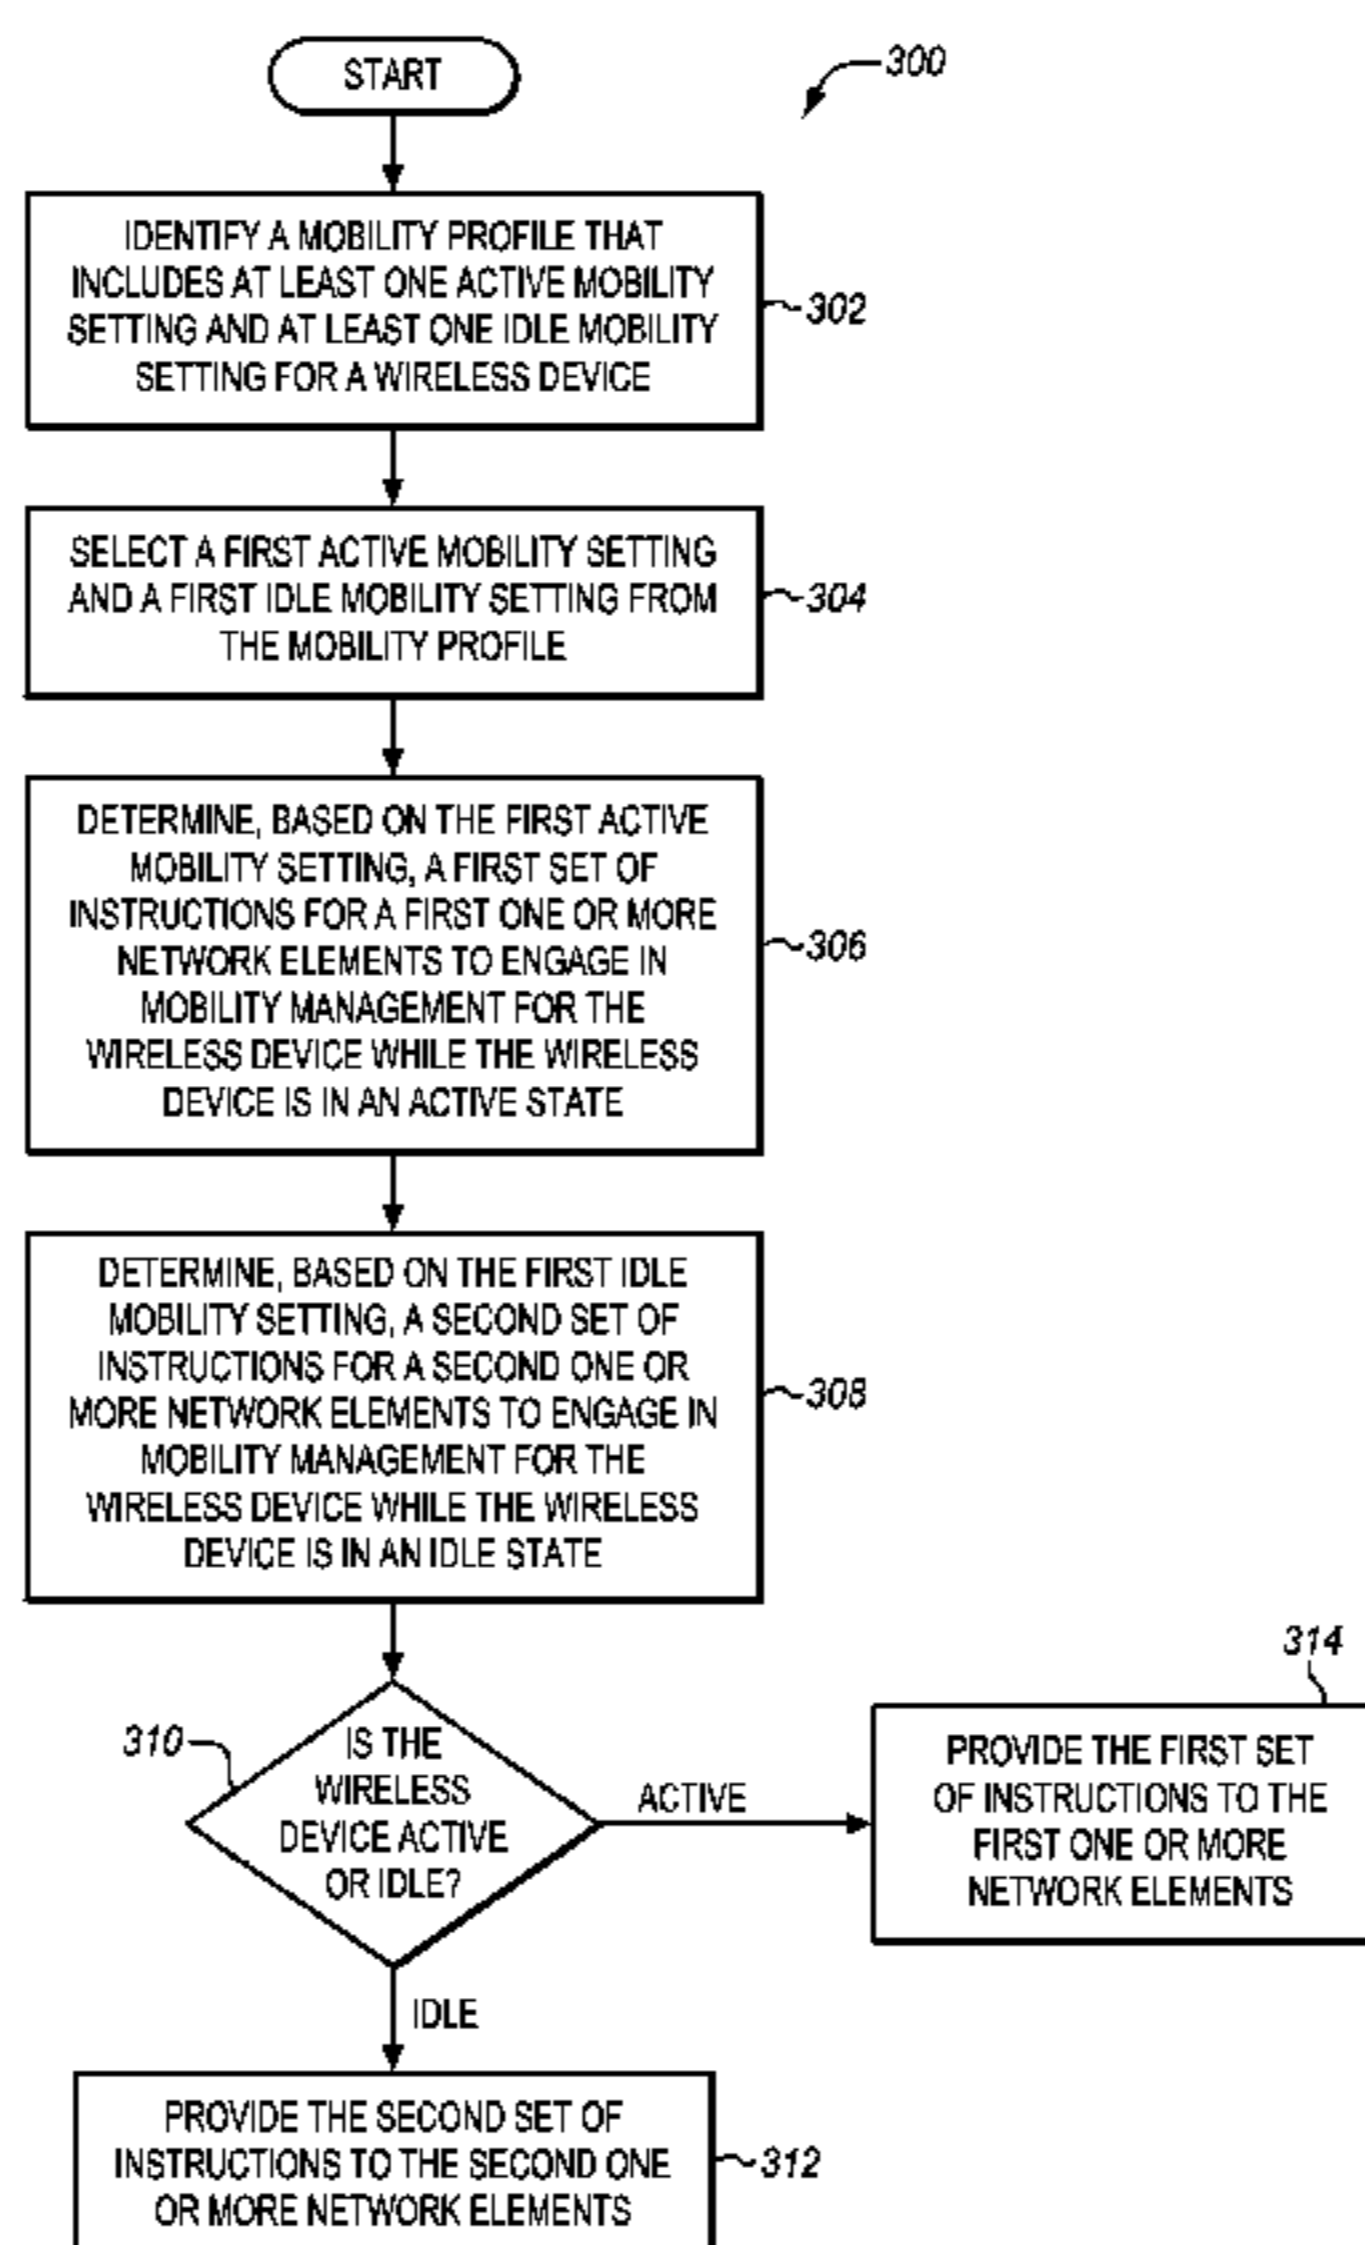 START
300
IDENTIFY A MOBILITY PROFILE THAT
INCLUDES AT LEAST ONE ACTIVE MOBILITY
SETTING AND AT LEAST ONE IDLE MOBILITY
SETTING FOR A WIRELESS DEVICE
302
SELECT A FIRST ACTIVE MOBILITY SETTING
AND A FIRST IDLE MOBILITY SETTING FROM
THE MOBILITY PROFILE
304
DETERMINE, BASED ON THE FIRST ACTIVE
MOBILITY SETTING, A FIRST SET OF
INSTRUCTIONS FOR A FIRST ONE OR MORE
NETWORK ELEMENTS TO ENGAGE IN
MOBILITY MANAGEMENT FOR THE
WIRELESS DEVICE WHILE THE WIRELESS
DEVICE IS IN AN ACTIVE STATE
306
DETERMINE, BASED ON THE FIRST IDLE
MOBILITY SETTING, A SECOND SET OF
INSTRUCTIONS FOR A SECOND ONE OR
MORE NETWORK ELEMENTS TO ENGAGE IN
MOBILITY MANAGEMENT FOR THE
WIRELESS DEVICE WHILE THE WIRELESS
DEVICE IS IN AN IDLE STATE
308
310
IS THE
WIRELESS
DEVICE ACTIVE
OR IDLE?
ACTIVE
314
PROVIDE THE FIRST SET
OF INSTRUCTIONS TO THE
FIRST ONE OR MORE
NETWORK ELEMENTS
IDLE
PROVIDE THE SECOND SET OF
INSTRUCTIONS TO THE SECOND ONE
OR MORE NETWORK ELEMENTS
312